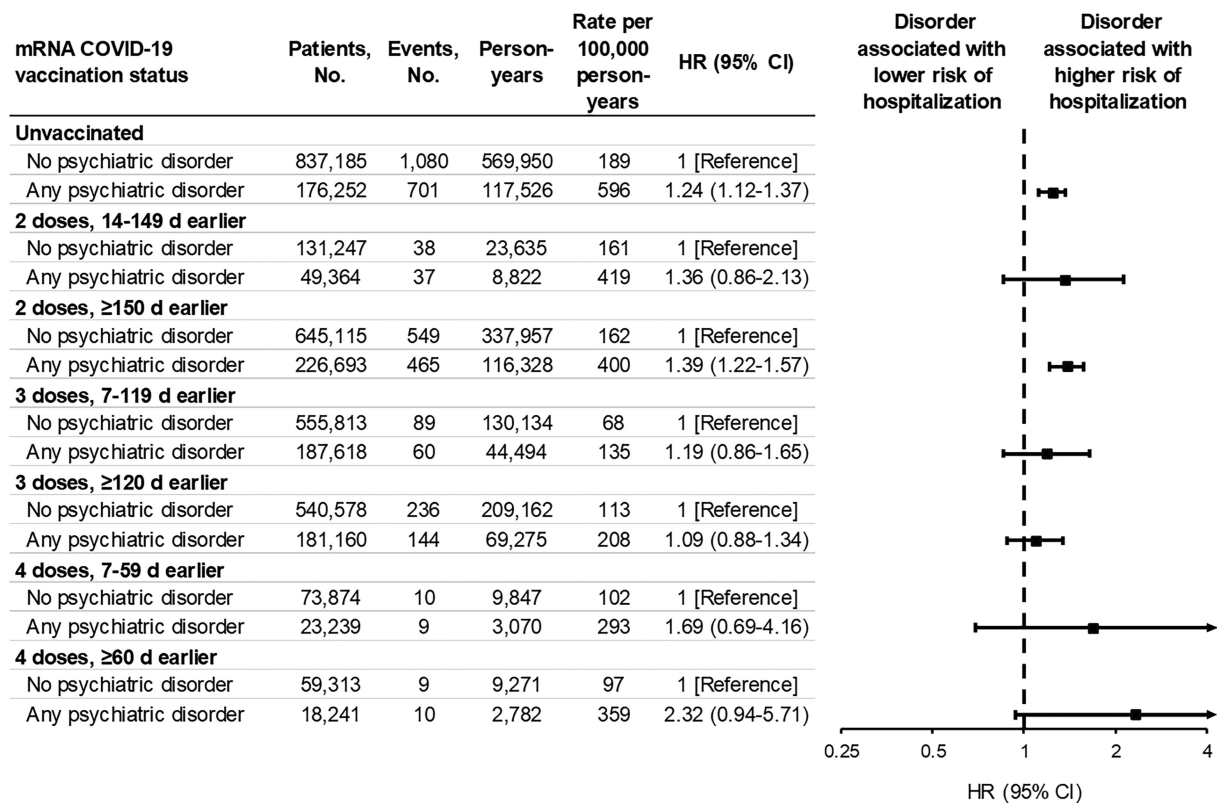 mRNA COVID-19 vaccination status Patients, No. Events, No. Person-years Rate per 100,000 person-years HR (95% CI) Disorder associated with lower risk of hospitalization Disorder associated with higher risk of hospitalization
Unvaccinated
No psychiatric disorder 837,185 1,080 569,950 189 1 [Reference]
Any psychiatric disorder 176,252 701 117,526 596 1.24 (1.12-1.37)
2 doses, 14-149 d earlier
No psychiatric disorder 131,247 38 23,635 161 1 [Reference]
Any psychiatric disorder 49,364 37 8,822 419 1.36 (0.86-2.13)
2 doses, ≥150 d earlier
No psychiatric disorder 645,115 549 337,957 162 1 [Reference]
Any psychiatric disorder 226,693 465 116,328 400 1.39 (1.22-1.57)
3 doses, 7-119 d earlier
No psychiatric disorder 555,813 89 130,134 68 1 [Reference]
Any psychiatric disorder 187,618 60 44,494 135 1.19 (0.86-1.65)
3 doses, ≥120 d earlier
No psychiatric disorder 540,578 236 209,162 113 1 [Reference]
Any psychiatric disorder 181,160 144 69,275 208 1.09 (0.88-1.34)
4 doses, 7-59 d earlier
No psychiatric disorder 73,874 10 9,847 102 1 [Reference]
Any psychiatric disorder 23,239 9 3,070 293 1.69 (0.69-4.16)
4 doses, ≥60 d earlier
No psychiatric disorder 59,313 9 9,271 97 1 [Reference]
Any psychiatric disorder 18,241 10 2,782 359 2.32 (0.94-5.71)
0.25 0.5 1 2 4
HR (95% CI)